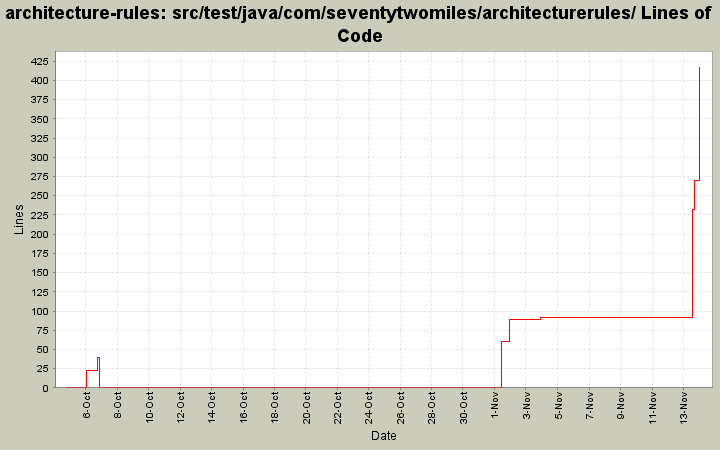 architecture-rules: src/test/java/com/seventytwomiles/architecturerules/ Lines of
Code
425
400
375
350
325
300
275
250
225
200
175
150
125
100
75
50
25
0
Lines
6-Oct
8-Oct
10-Oct
12-Oct
14-Oct
16-Oct
18-Oct
20-Oct
22-Oct
24-Oct
26-Oct
28-Oct
30-Oct
1-Nov
3-Nov
5-Nov
7-Nov
9-Nov
11-Nov
13-Nov
Date